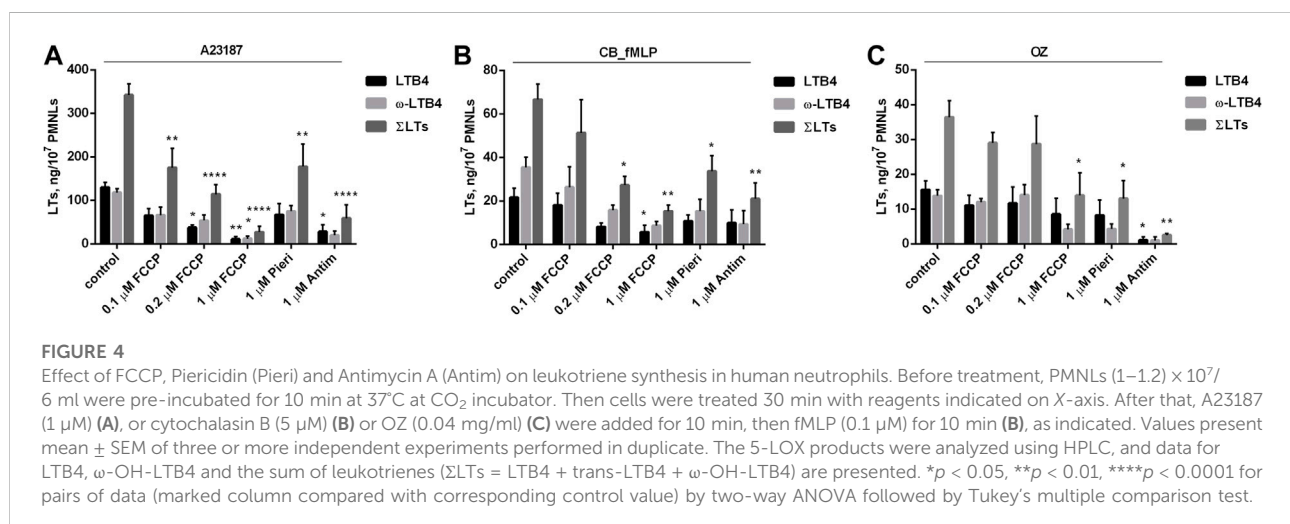 A
A23187
LTs, ng/10⁷ PMNLs
400
300
200
100
0
LTB4
ω-LTB4
ΣLTs
**
*
****
**
*
****
**
*
****
control
0.1 μM FCCP
0.2 μM FCCP
1 μM FCCP
1 μM Pieri
1 μM Antim
B
CB_fMLP
LTs, ng/10⁷ PMNLs
80
60
40
20
0
LTB4
ω-LTB4
ΣLTs
*
*
**
*
**
control
0.1 μM FCCP
0.2 μM FCCP
1 μM FCCP
1 μM Pieri
1 μM Antim
C
OZ
LTs, ng/10⁷ PMNLs
50
40
30
20
10
0
LTB4
ω-LTB4
ΣLTs
*
*
*
**
control
0.1 μM FCCP
0.2 μM FCCP
1 μM FCCP
1 μM Pieri
1 μM Antim
FIGURE 4
Effect of FCCP, Piericidin (Pieri) and Antimycin A (Antim) on leukotriene synthesis in human neutrophils. Before treatment, PMNLs (1–1.2) × 10⁷/
6 ml were pre-incubated for 10 min at 37°C at CO₂ incubator. Then cells were treated 30 min with reagents indicated on X-axis. After that, A23187
(1 μM) (A), or cytochalasin B (5 μM) (B) or OZ (0.04 mg/ml) (C) were added for 10 min, then fMLP (0.1 μM) for 10 min (B), as indicated. Values present
mean ± SEM of three or more independent experiments performed in duplicate. The 5-LOX products were analyzed using HPLC, and data for
LTB4, ω-OH-LTB4 and the sum of leukotrienes (ΣLTs = LTB4 + trans-LTB4 + ω-OH-LTB4) are presented. *p < 0.05, **p < 0.01, ****p < 0.0001 for
pairs of data (marked column compared with corresponding control value) by two-way ANOVA followed by Tukey's multiple comparison test.